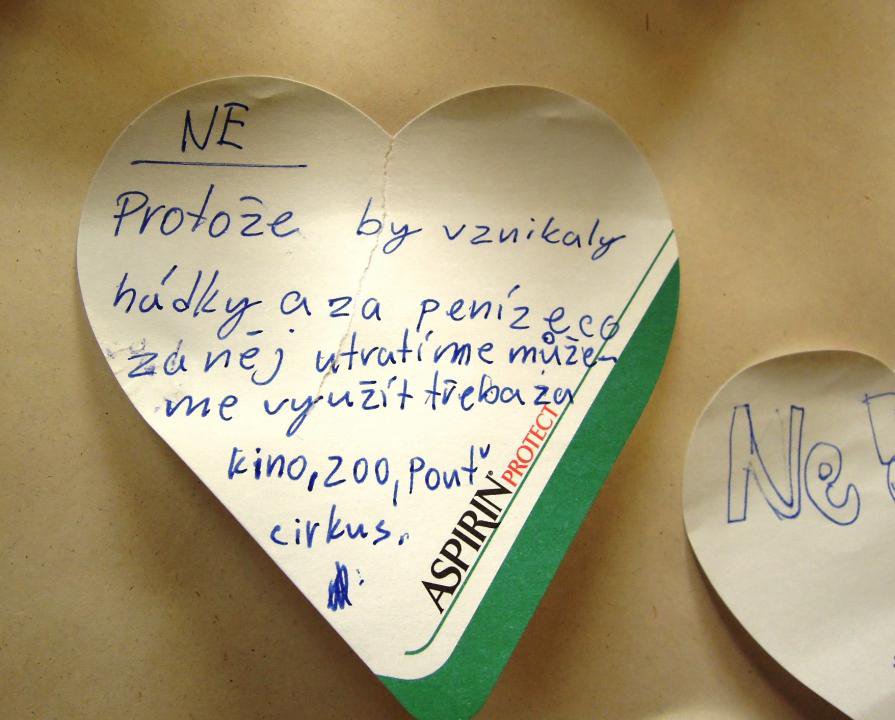 NE
Protože by vznikaly
hádky a za peníze co
za něj utratíme může-
me využít třeba za
kino, zoo, pouť
cirkus.
ASPIRIN® PROTECT
Ne